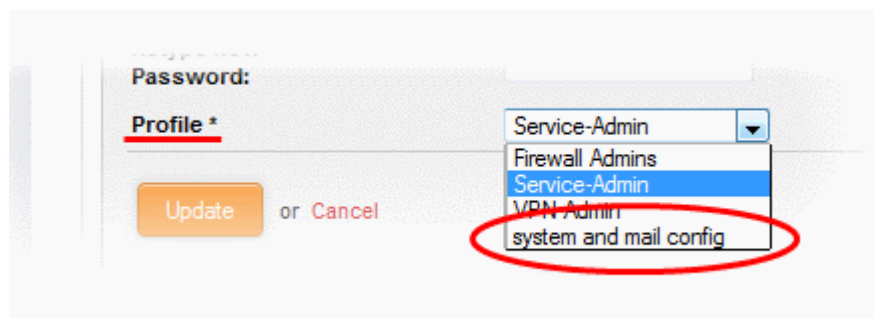 Password:
Profile *
Service-Admin
Firewall Admins
Service-Admin
VPN Admin
system and mail config
Update or Cancel